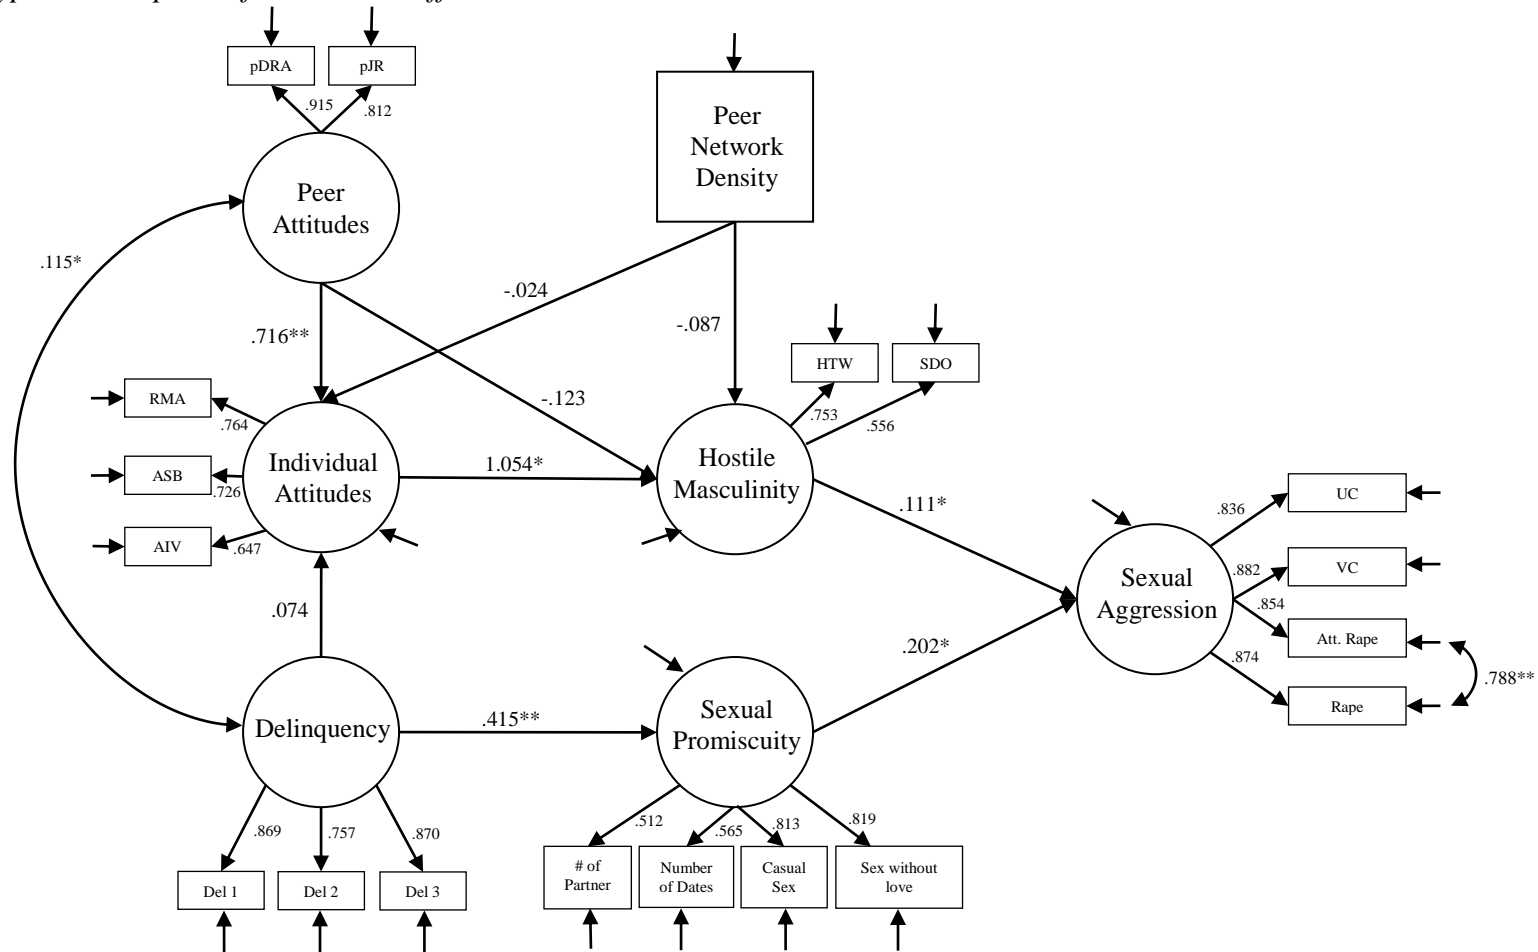 pDRA
pJR
.915
.812
Peer
Network
Density
Peer
Attitudes
.115*
-.024
.716**
-.087
HTW
SDO
RMA
.764
-.123
.753
.556
Individual
Attitudes
1.054*
Hostile
Masculinity
ASB
.726
AIV
.647
.111*
.836
UC
.882
VC
Sexual
Aggression
.854
Att. Rape
.074
.202*
.874
.788**
Rape
Delinquency
.415**
Sexual
Promiscuity
.869
.757
.870
.512
.565
.813
.819
Del 1
Del 2
Del 3
# of
Partner
Number
of Dates
Casual
Sex
Sex without
love